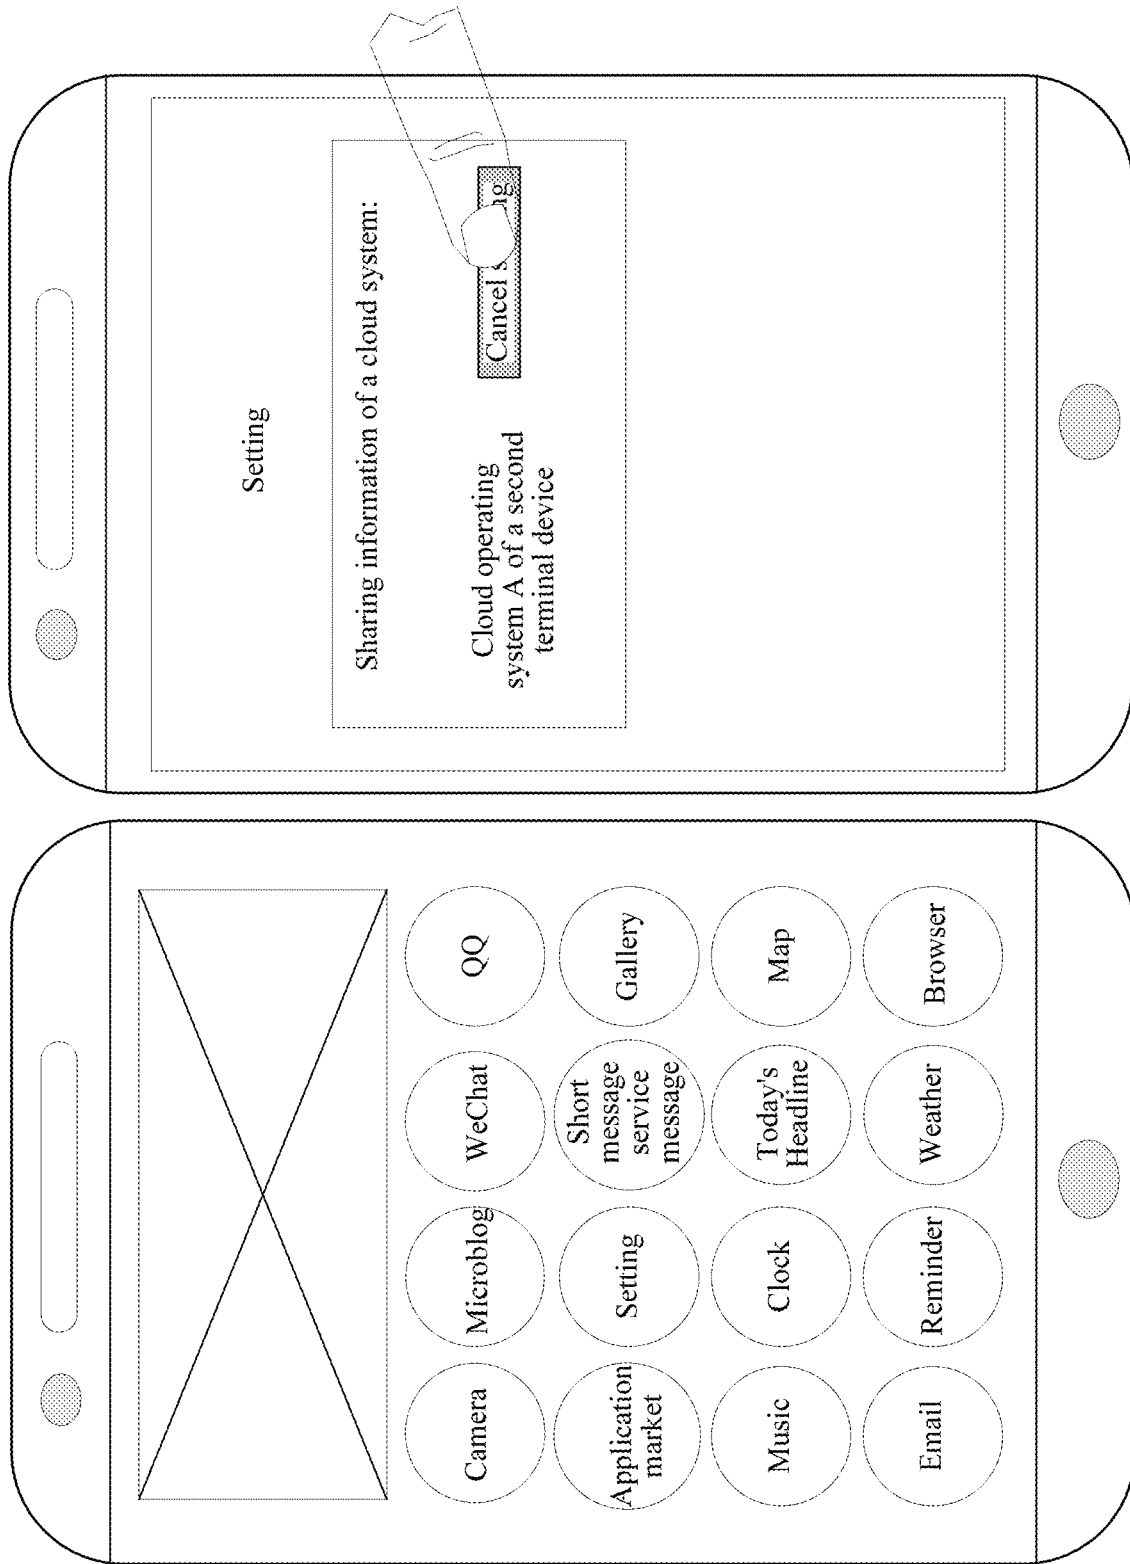 Camera
Microblog
WeChat
QQ
Application
market
Setting
Short
message
service
message
Gallery
Music
Clock
Today's
Headline
Map
Email
Reminder
Weather
Browser
Setting
Sharing information of a cloud system:
Cloud operating
system A of a second
terminal device
Cancel